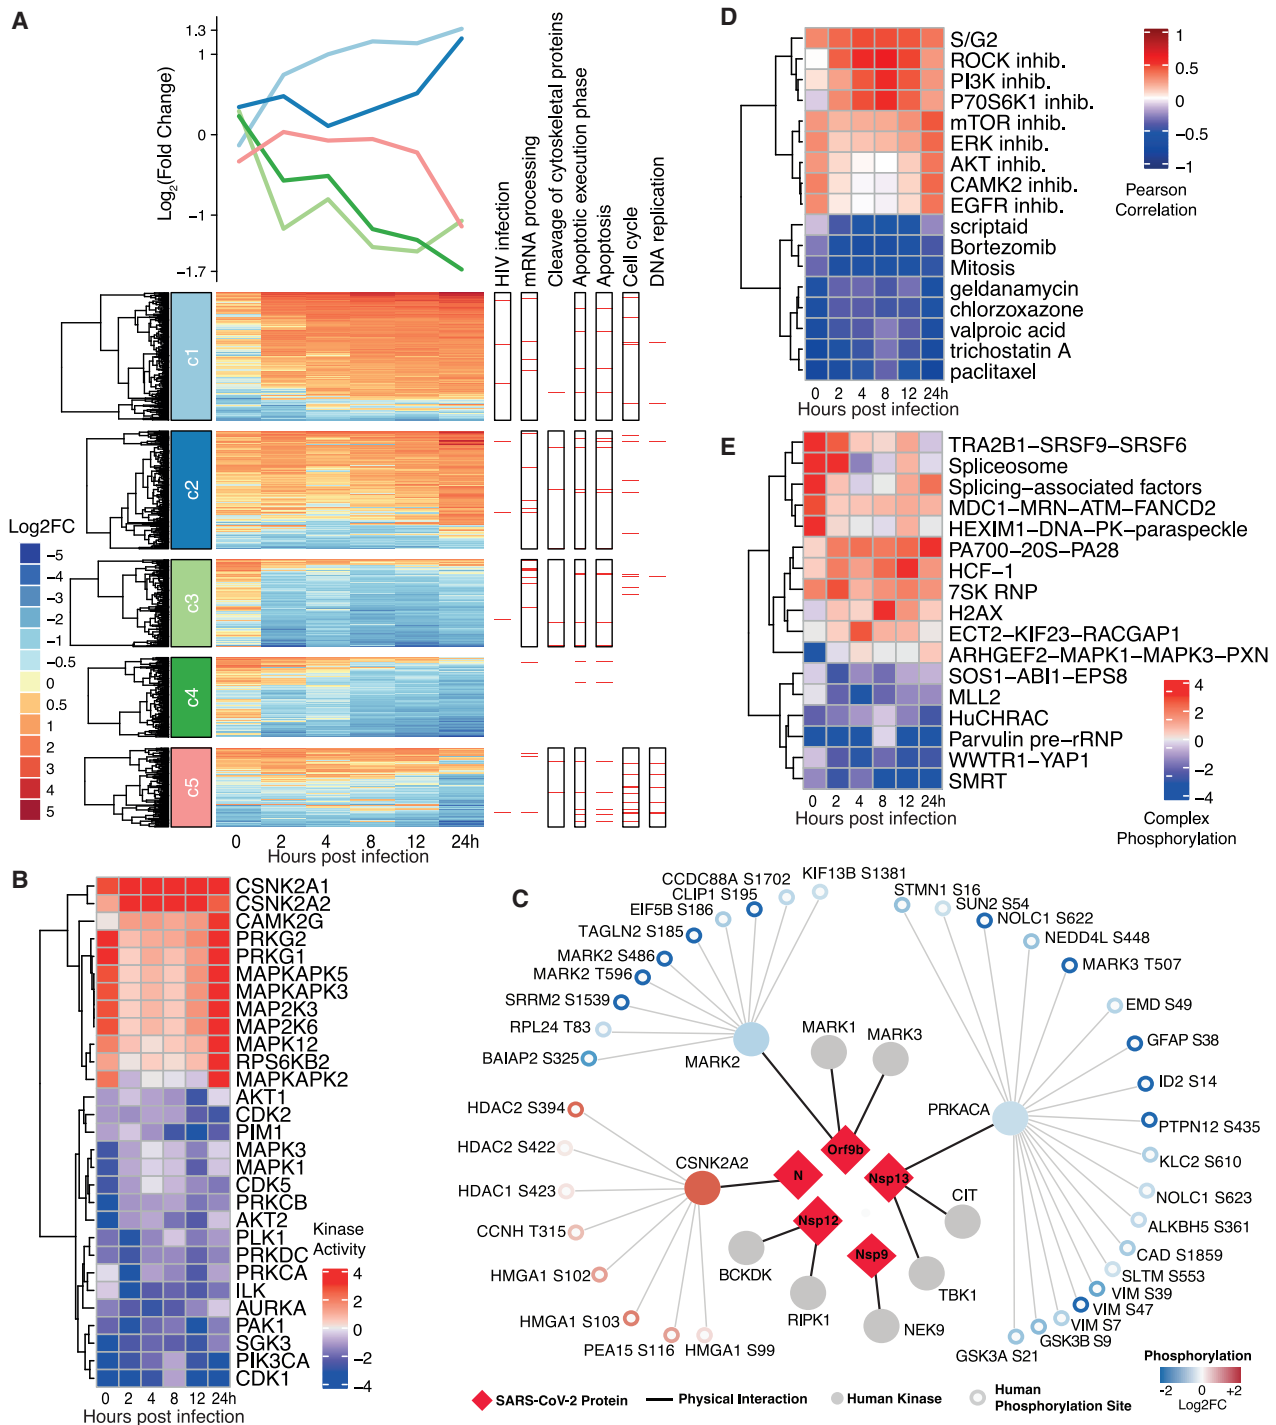 A
1.3
1
0
−1
−1.7
Log2(Fold Change)
HIV infection
mRNA processing
Cleavage of cytoskeletal proteins
Apoptotic execution phase
Apoptosis
Cell cycle
DNA replication
c1
c2
c3
c4
c5
Log2FC
−5
−4
−3
−2
−1
−0.5
0
0.5
1
2
3
4
5
0 2 4 8 12 24h
Hours post infection
B
CSNK2A1
CSNK2A2
CAMK2G
PRKG2
PRKG1
MAPKAPK5
MAPKAPK3
MAP2K3
MAP2K6
MAPK12
RPS6KB2
MAPKAPK2
AKT1
CDK2
PIM1
MAPK3
MAPK1
CDK5
PRKCB
AKT2
PLK1
PRKDC
PRKCA
ILK
AURKA
PAK1
SGK3
PIK3CA
CDK1
0 2 4 8 12 24h
Hours post infection
Kinase
Activity
4
2
0
−2
−4
C
CCDC88A S1702
KIF13B S1381
CLIP1 S195
EIF5B S186
TAGLN2 S185
MARK2 S486
MARK2 T596
SRRM2 S1539
RPL24 T83
BAIAP2 S325
MARK2
MARK1
MARK3
STMN1 S16
SUN2 S54
NOLC1 S622
NEDD4L S448
MARK3 T507
EMD S49
GFAP S38
ID2 S14
PTPN12 S435
KLC2 S610
NOLC1 S623
ALKBH5 S361
CAD S1859
SLTM S553
VIM S39
VIM S47
VIM S7
GSK3B S9
GSK3A S21
PRKACA
HDAC2 S394
HDAC2 S422
HDAC1 S423
CCNH T315
HMGA1 S102
HMGA1 S103
PEA15 S116
HMGA1 S99
CSNK2A2
N
Orf9b
Nsp13
Nsp12
Nsp9
BCKDK
RIPK1
NEK9
TBK1
CIT
SARS-CoV-2 Protein
Physical Interaction
Human Kinase
Human
Phosphorylation Site
Phosphorylation
-2 0 +2
Log2FC
D
S/G2
ROCK inhib.
PI3K inhib.
P70S6K1 inhib.
mTOR inhib.
ERK inhib.
AKT inhib.
CAMK2 inhib.
EGFR inhib.
scriptaid
Bortezomib
Mitosis
geldanamycin
chlorzoxazone
valproic acid
trichostatin A
paclitaxel
0 2 4 8 12 24h
Hours post infection
1
0.5
0
−0.5
−1
Pearson
Correlation
E
TRA2B1−SRSF9−SRSF6
Spliceosome
Splicing−associated factors
MDC1−MRN−ATM−FANCD2
HEXIM1−DNA−PK−paraspeckle
PA700−20S−PA28
HCF−1
7SK RNP
H2AX
ECT2−KIF23−RACGAP1
ARHGEF2−MAPK1−MAPK3−PXN
SOS1−ABI1−EPS8
MLL2
HuCHRAC
Parvulin pre−rRNP
WWTR1−YAP1
SMRT
0 2 4 8 12 24h
Hours post infection
4
2
0
−2
−4
Complex
Phosphorylation